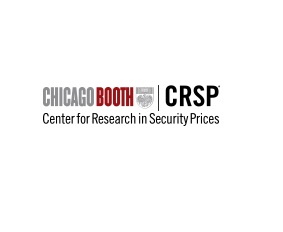 CHICAGO BOOTH CRSP
Center for Research in Security Prices